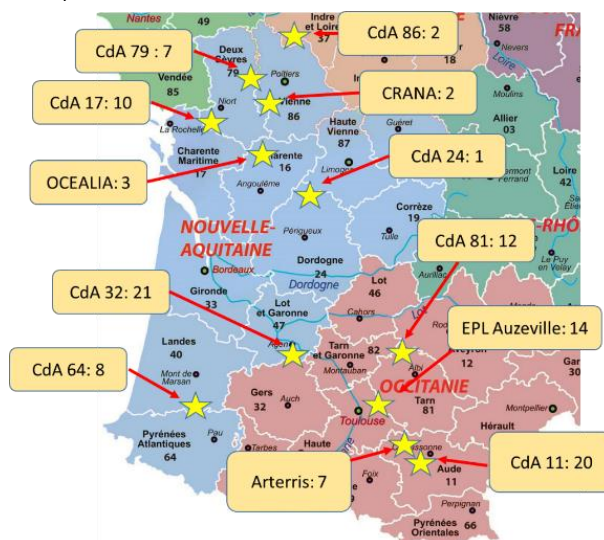 Nantes
49
Indre
et Loire
37
Nièvre
58
Nevers
Loire
CdA 79 : 7
CdA 86: 2
Deux
Sèvres
79
18
Vendée
85
Poitiers
Moulins
CdA 17: 10
Niort
86
CRANA: 2
Allier
03
La Rochelle
Haute
Vienne
87
Guéret
Charente
Maritime
17
16
Limoges
Clermont
Ferrand
Loire
42
OCEALIA: 3
CdA 24: 1
Angoulême
Corrèze
19
Tulle
NOUVELLE-
AQUITAINE
Périgueux
CdA 81: 12
Bordeaux
Dordogne
24
Dordogne
Aurillac
Le Puy
en Velay
CdA 32: 21
Gironde
33
Lot
46
Lot
et Garonne
47
Cahors
Lot
EPL Auzeville: 14
Landes
40
Agen
Tarn
et Garonne
82
12
Mont de
Marsan
Montauban
Albi
CdA 64: 8
Gers
32
Auch
OCCITANIE
Tarn
81
Toulouse
Montpellier
Hérault
Pyrénées
Atlantiques
64
Pau
Tarbes
Haute
Foix
Arterris: 7
Aude
11
CdA 11: 20
Perpignan
Pyrénées
Orientales
66